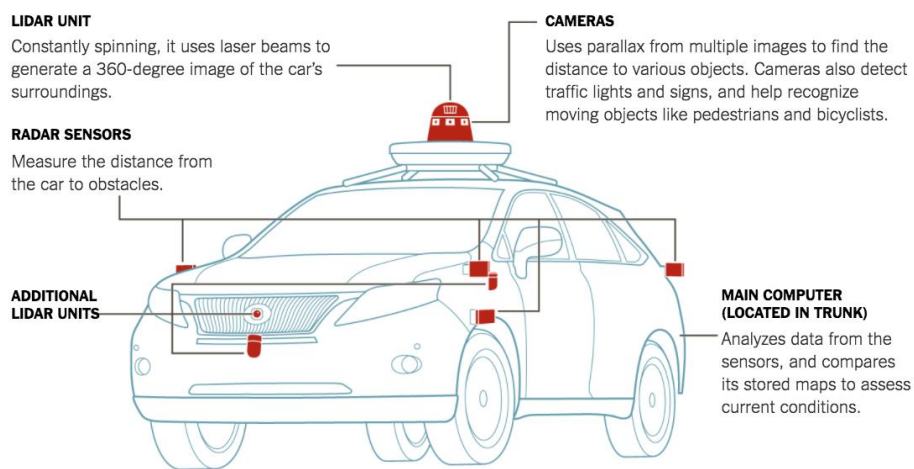 LIDAR UNIT
Constantly spinning, it uses laser beams to
generate a 360-degree image of the car's
surroundings.
CAMERAS
Uses parallax from multiple images to find the
distance to various objects. Cameras also detect
traffic lights and signs, and help recognize
moving objects like pedestrians and bicyclists.
RADAR SENSORS
Measure the distance from
the car to obstacles.
ADDITIONAL
LIDAR UNITS
MAIN COMPUTER
(LOCATED IN TRUNK)
Analyzes data from the
sensors, and compares
its stored maps to assess
current conditions.